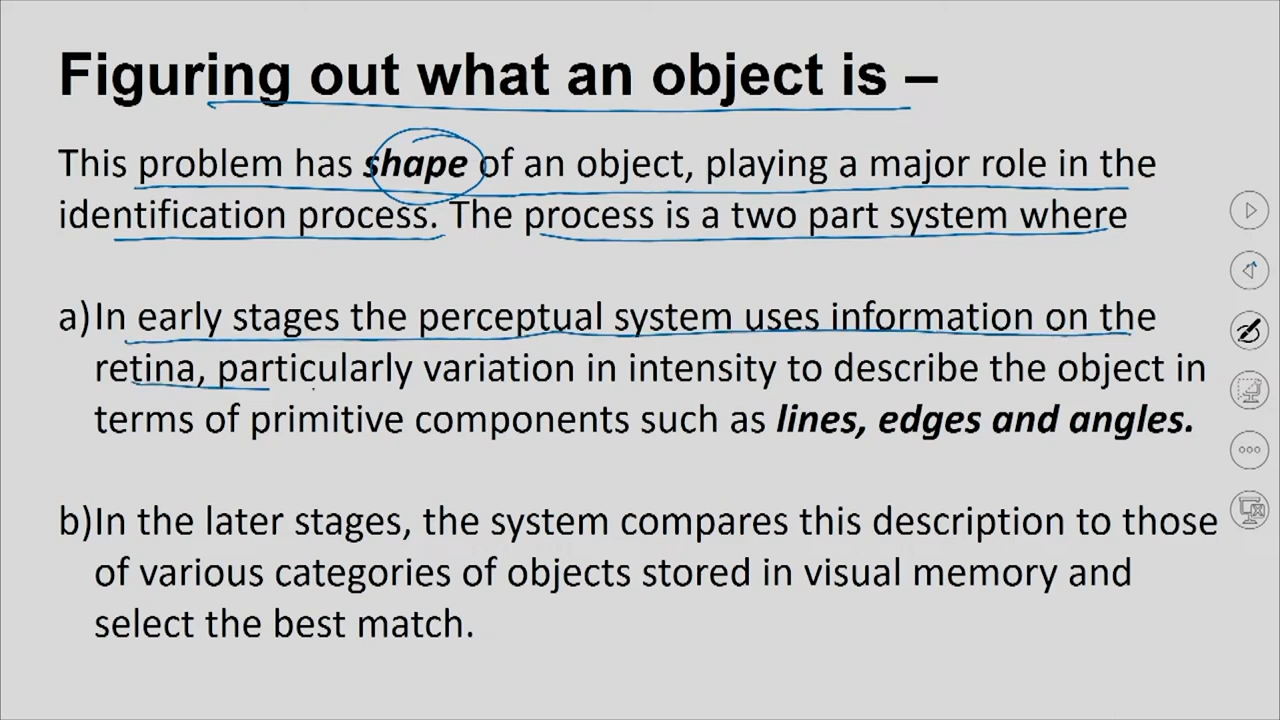 Figuring out what an object is –
This problem has shape of an object, playing a major role in the
identification process. The process is a two part system where
a)In early stages the perceptual system uses information on the
retina, particularly variation in intensity to describe the object in
terms of primitive components such as lines, edges and angles.
b)In the later stages, the system compares this description to those
of various categories of objects stored in visual memory and
select the best match.